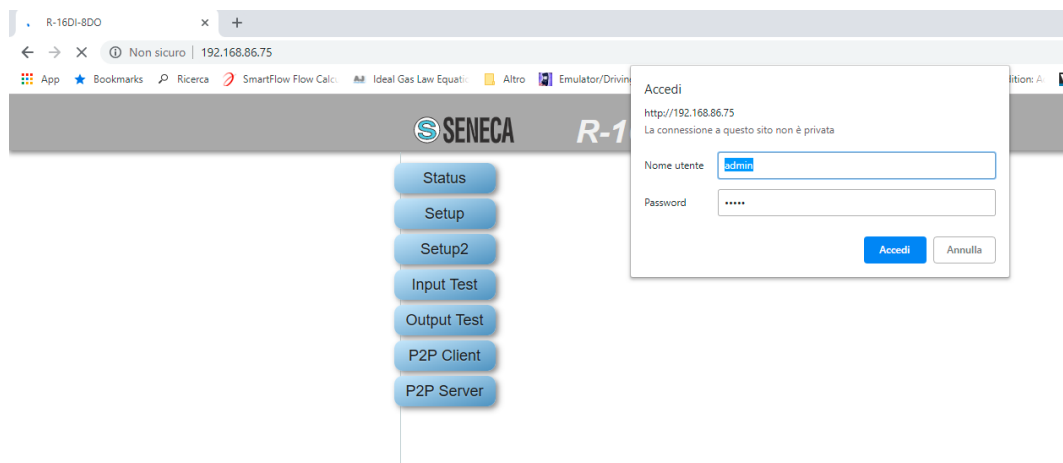 R-16DI-8DO
Non sicuro | 192.168.86.75
App Bookmarks Ricerca SmartFlow Flow Calc Ideal Gas Law Equatic Altro Emulator/Driving dition: A
SENECA R-1
Accedi
http://192.168.86.75
La connessione a questo sito non è privata
Nome utente admin
Password •••••
Accedi Annulla
Status
Setup
Setup2
Input Test
Output Test
P2P Client
P2P Server